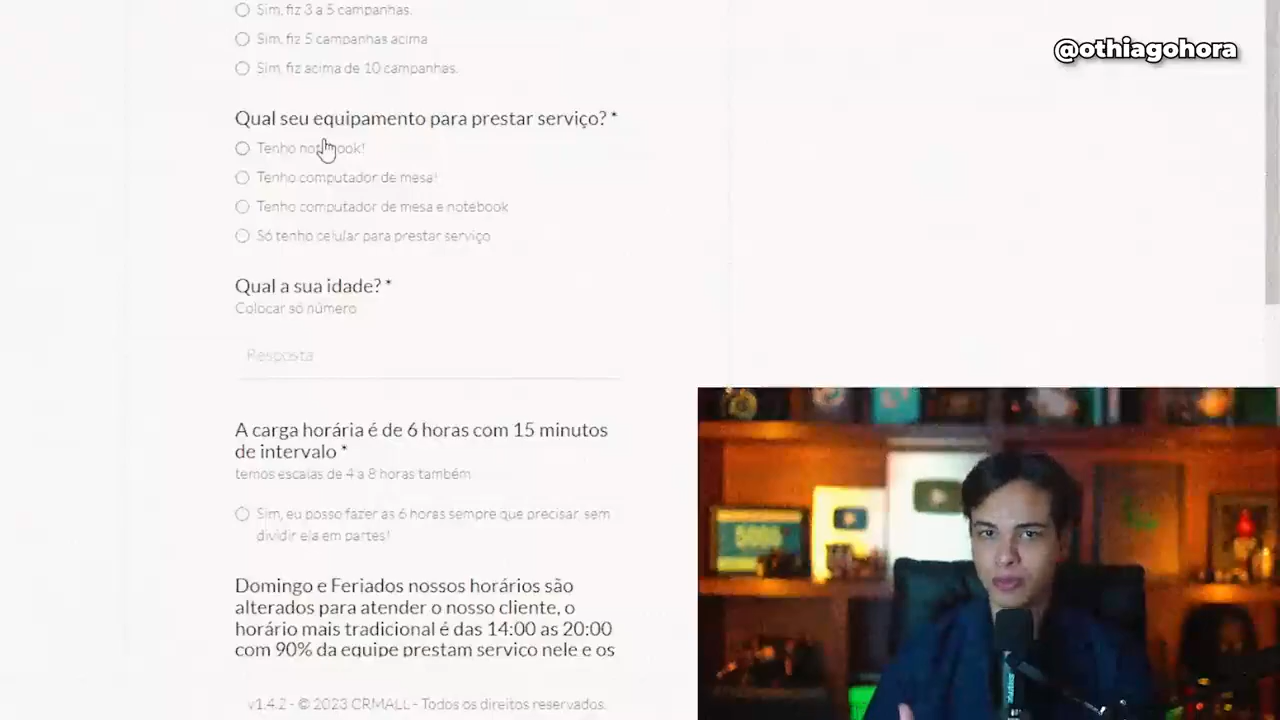 Sim, fiz 3 a 5 campanhas.
@othiagohora
Sim, fiz 5 campanhas acima
Sim, fiz acima de 10 campanhas.
Qual seu equipamento para prestar serviço? *
Tenho notebook!
Tenho computador de mesa!
Tenho computador de mesa e notebook
Só tenho celular para prestar serviço
Qual a sua idade? *
Colocar só número
Resposta
A carga horária é de 6 horas com 15 minutos
de intervalo *
temos escalas de 4 a 8 horas também
Sim, eu posso fazer as 6 horas sempre que precisar, sem
dividir ela em partes!
Domingo e Feriados nossos horários são
alterados para atender o nosso cliente, o
horário mais tradicional é das 14:00 as 20:00
com 90% da equipe prestam serviço nele e os
v1.4.2 - © 2023 CRMALL - Todos os direitos reservados.